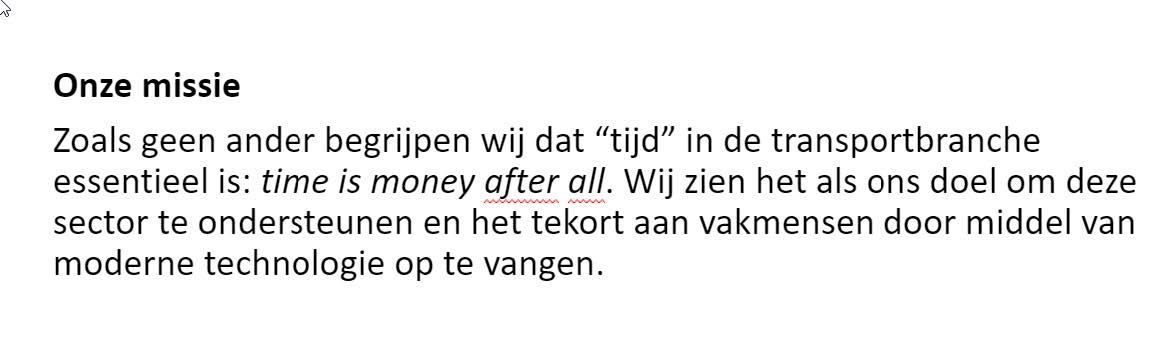 Onze missie
Zoals geen ander begrijpen wij dat “tijd” in de transportbranche
essentieel is: time is money after all. Wij zien het als ons doel om deze
sector te ondersteunen en het tekort aan vakmensen door middel van
moderne technologie op te vangen.